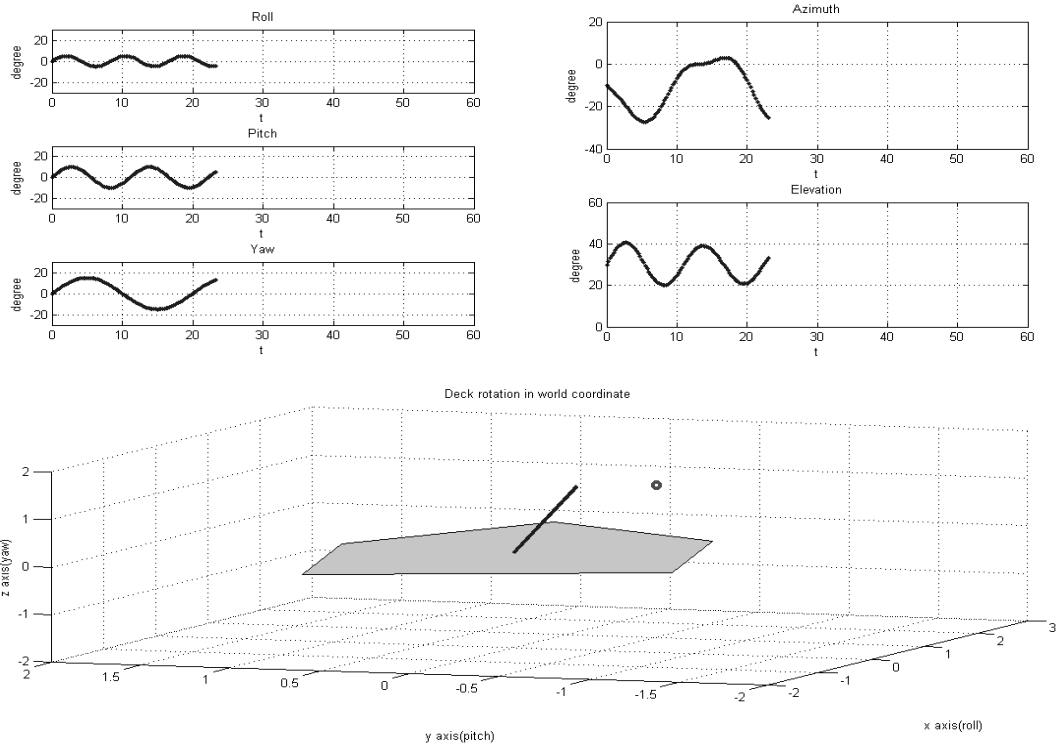 Roll
20
0
-20
degree
0 10 20 30 40 50 60
t
Pitch
20
0
-20
degree
0 10 20 30 40 50 60
t
Yaw
20
0
-20
degree
0 10 20 30 40 50 60
t
Azimuth
20
0
-20
-40
degree
0 10 20 30 40 50 60
t
Elevation
60
40
20
0
degree
0 10 20 30 40 50 60
t
Deck rotation in world coordinate
2
1
0
-1
-2
z axis(yaw)
2 1.5 1 0.5 0 -0.5 -1 -1.5 -2
y axis(pitch)
-2 -1 0 1 2 3
x axis(roll)